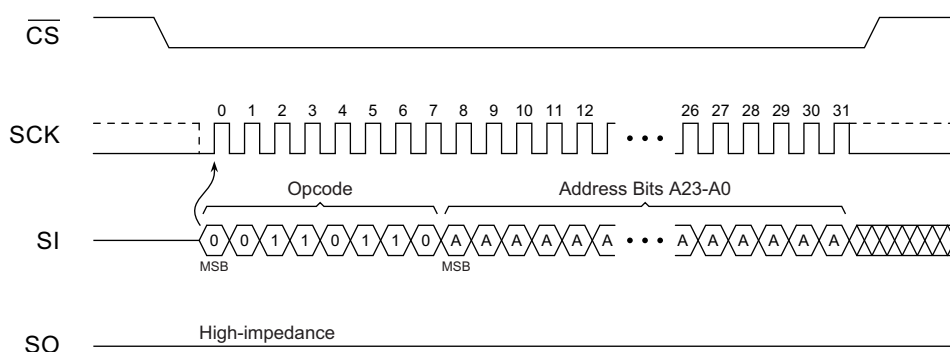 CS
0 1 2 3 4 5 6 7 8 9 10 11 12 26 27 28 29 30 31
SCK
Opcode Address Bits A23-A0
SI 0 0 1 1 0 1 1 0 A A A A A A A A A A A A
MSB MSB
High-impedance
SO